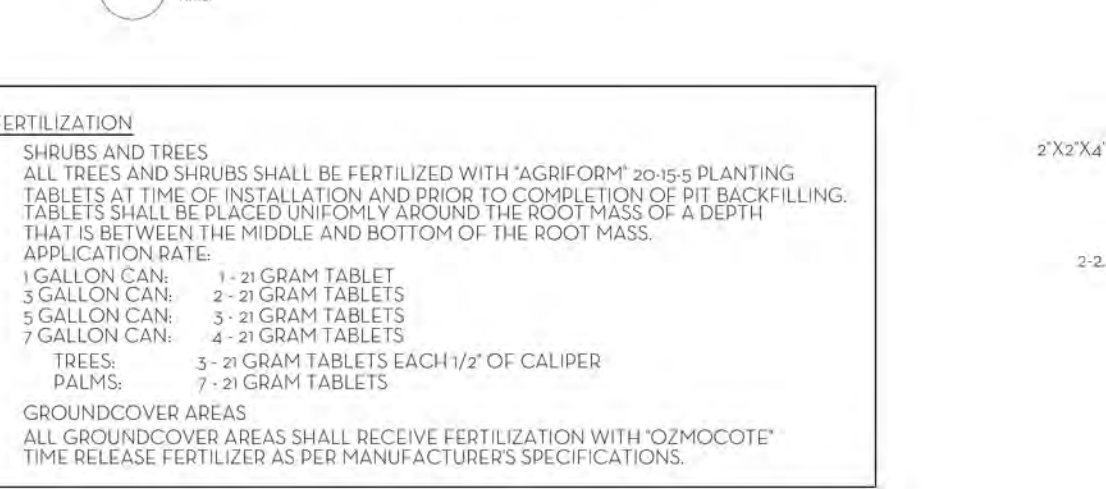 FERTILIZATION
SHRUBS AND TREES
ALL TREES AND SHRUBS SHALL BE FERTILIZED WITH "AGRIFORM" 20-15-5 PLANTING
TABLETS AT TIME OF INSTALLATION AND PRIOR TO COMPLETION OF PIT BACKFILLING.
TABLETS SHALL BE PLACED UNIFOMLY AROUND THE ROOT MASS OF A DEPTH
THAT IS BETWEEN THE MIDDLE AND BOTTOM OF THE ROOT MASS.
APPLICATION RATE:
1 GALLON CAN: 1 - 21 GRAM TABLET
3 GALLON CAN: 2 - 21 GRAM TABLETS
5 GALLON CAN: 3 - 21 GRAM TABLETS
7 GALLON CAN: 4 - 21 GRAM TABLETS
TREES: 3 - 21 GRAM TABLETS EACH 1/2" OF CALIPER
PALMS: 7 - 21 GRAM TABLETS
GROUNDCOVER AREAS
ALL GROUNDCOVER AREAS SHALL RECEIVE FERTILIZATION WITH "OZMOCOTE"
TIME RELEASE FERTILIZER AS PER MANUFACTURER'S SPECIFICATIONS.
2"X2"X4'
2-2.